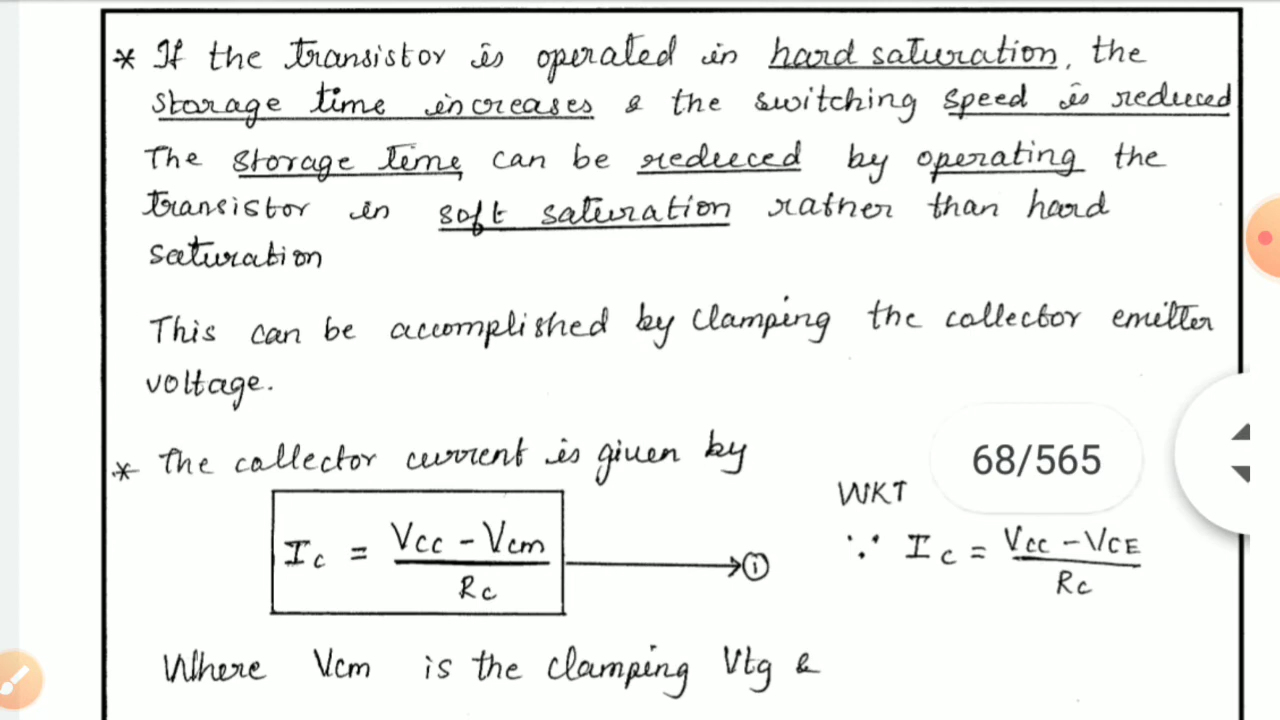 * If the transistor is operated in hard saturation, the
storage time increases & the switching speed is reduced
The storage time can be reduced by operating the
transistor in soft saturation rather than hard
saturation
This can be accomplished by clamping the collector emitter
voltage.
* The collector current is given by
68/565
WKT
Ic = Vcc - Vcm / Rc → ①
∵ Ic = Vcc - VCE / Rc
Where Vcm is the clamping Vtg &